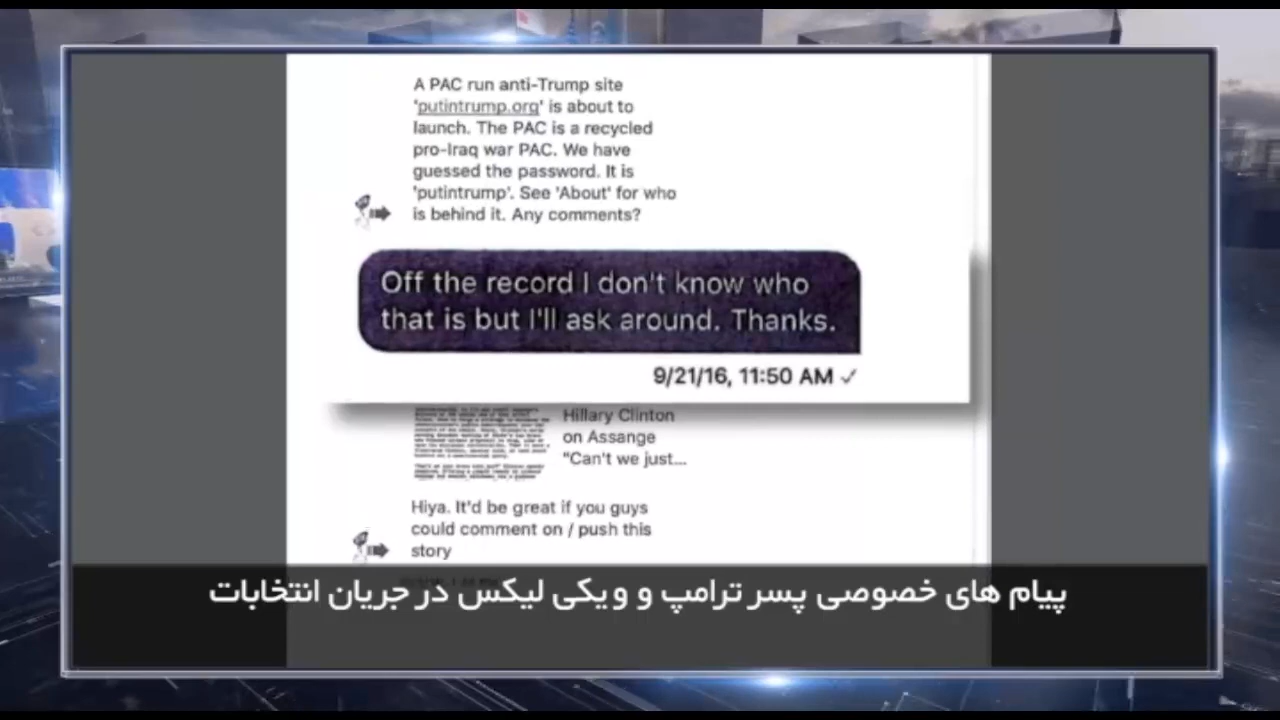 A PAC run anti-Trump site
'putintrump.org' is about to
launch. The PAC is a recycled
pro-Iraq war PAC. We have
guessed the password. It is
'putintrump'. See 'About' for who
is behind it. Any comments?
Off the record I don't know who
that is but I'll ask around. Thanks.
9/21/16, 11:50 AM ✓
Hillary Clinton
on Assange
"Can't we just...
Hiya. It'd be great if you guys
could comment on / push this
story
پیام های خصوصی پسر ترامپ و ویکی لیکس در جریان انتخابات